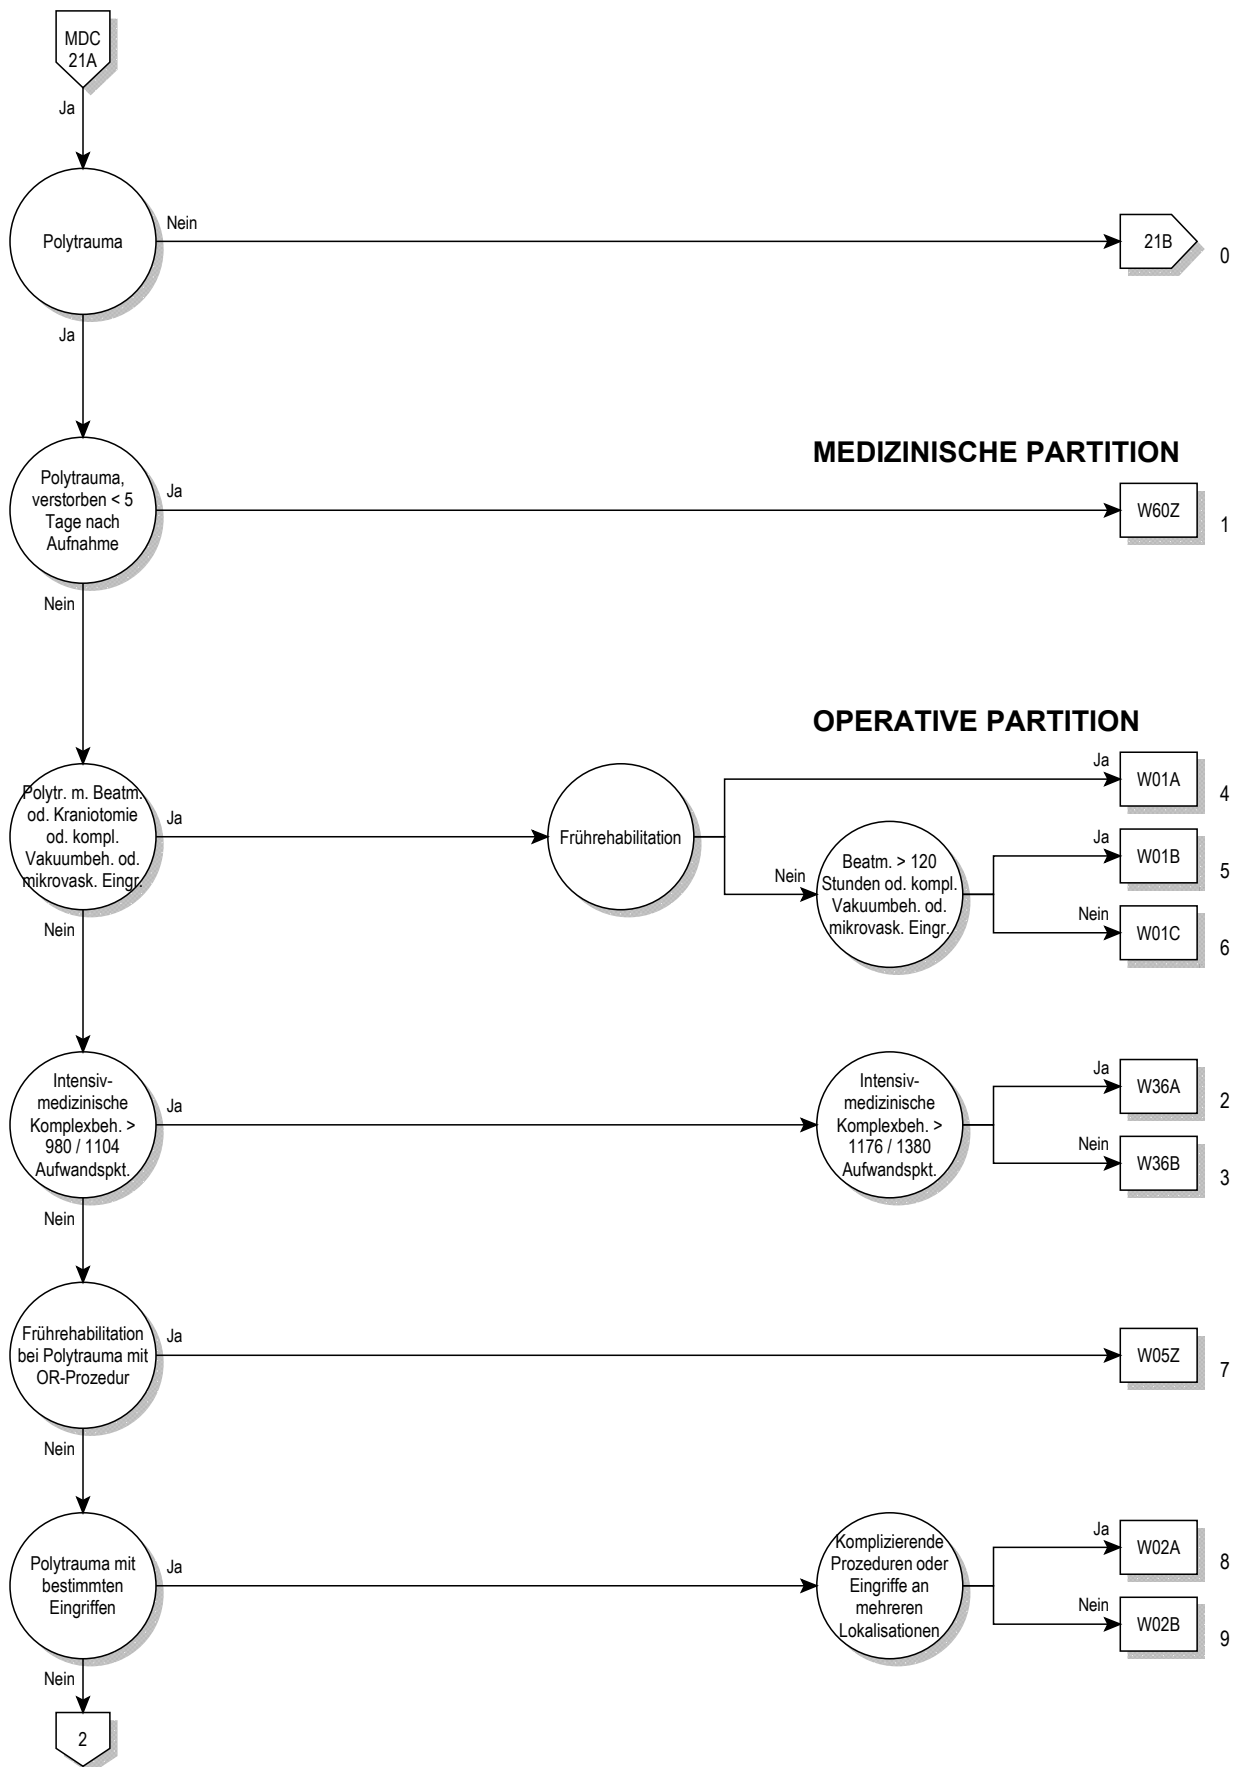 MDC
21A
Ja
Polytrauma
Nein
21B
0
Ja
MEDIZINISCHE PARTITION
Polytrauma,
verstorben < 5
Tage nach
Aufnahme
Ja
W60Z
1
Nein
OPERATIVE PARTITION
Polytr. m. Beatm.
od. Kraniotomie
od. kompl.
Vakuumbeh. od.
mikrovask. Eingr.
Ja
Frührehabilitation
Ja
W01A
4
Nein
Beatm. > 120
Stunden od. kompl.
Vakuumbeh. od.
mikrovask. Eingr.
Ja
W01B
5
Nein
W01C
6
Nein
Intensiv-
medizinische
Komplexbeh. >
980 / 1104
Aufwandspkt.
Ja
Intensiv-
medizinische
Komplexbeh. >
1176 / 1380
Aufwandspkt.
Ja
W36A
2
Nein
W36B
3
Nein
Frührehabilitation
bei Polytrauma mit
OR-Prozedur
Ja
W05Z
7
Nein
Polytrauma mit
bestimmten
Eingriffen
Ja
Komplizierende
Prozeduren oder
Eingriffe an
mehreren
Lokalisationen
Ja
W02A
8
Nein
W02B
9
Nein
2